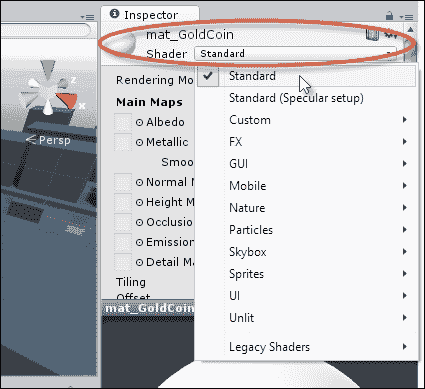 Inspector
mat_GoldCoin
Shader Standard
Rendering Mo
Main Maps
Albedo
Metallic
Smoo
Normal M
Height M
Occlusio
Emission
Detail Ma
Tiling
Offset
mat_GoldCoin
Standard
Standard (Specular setup)
Custom
FX
GUI
Mobile
Nature
Particles
Skybox
Sprites
UI
Unlit
Legacy Shaders
x
z
Persp